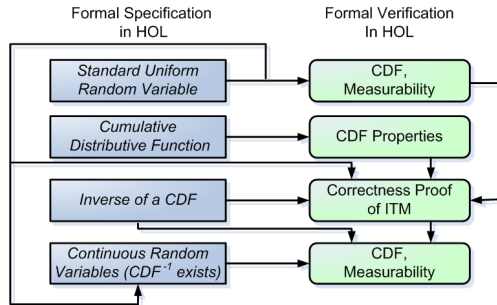 Formal Specification
in HOL
Formal Verification
In HOL
Standard Uniform
Random Variable
CDF,
Measurability
Cumulative
Distributive Function
CDF Properties
Inverse of a CDF
Correctness Proof
of ITM
Continuous Random
Variables (CDF⁻¹ exists)
CDF,
Measurability